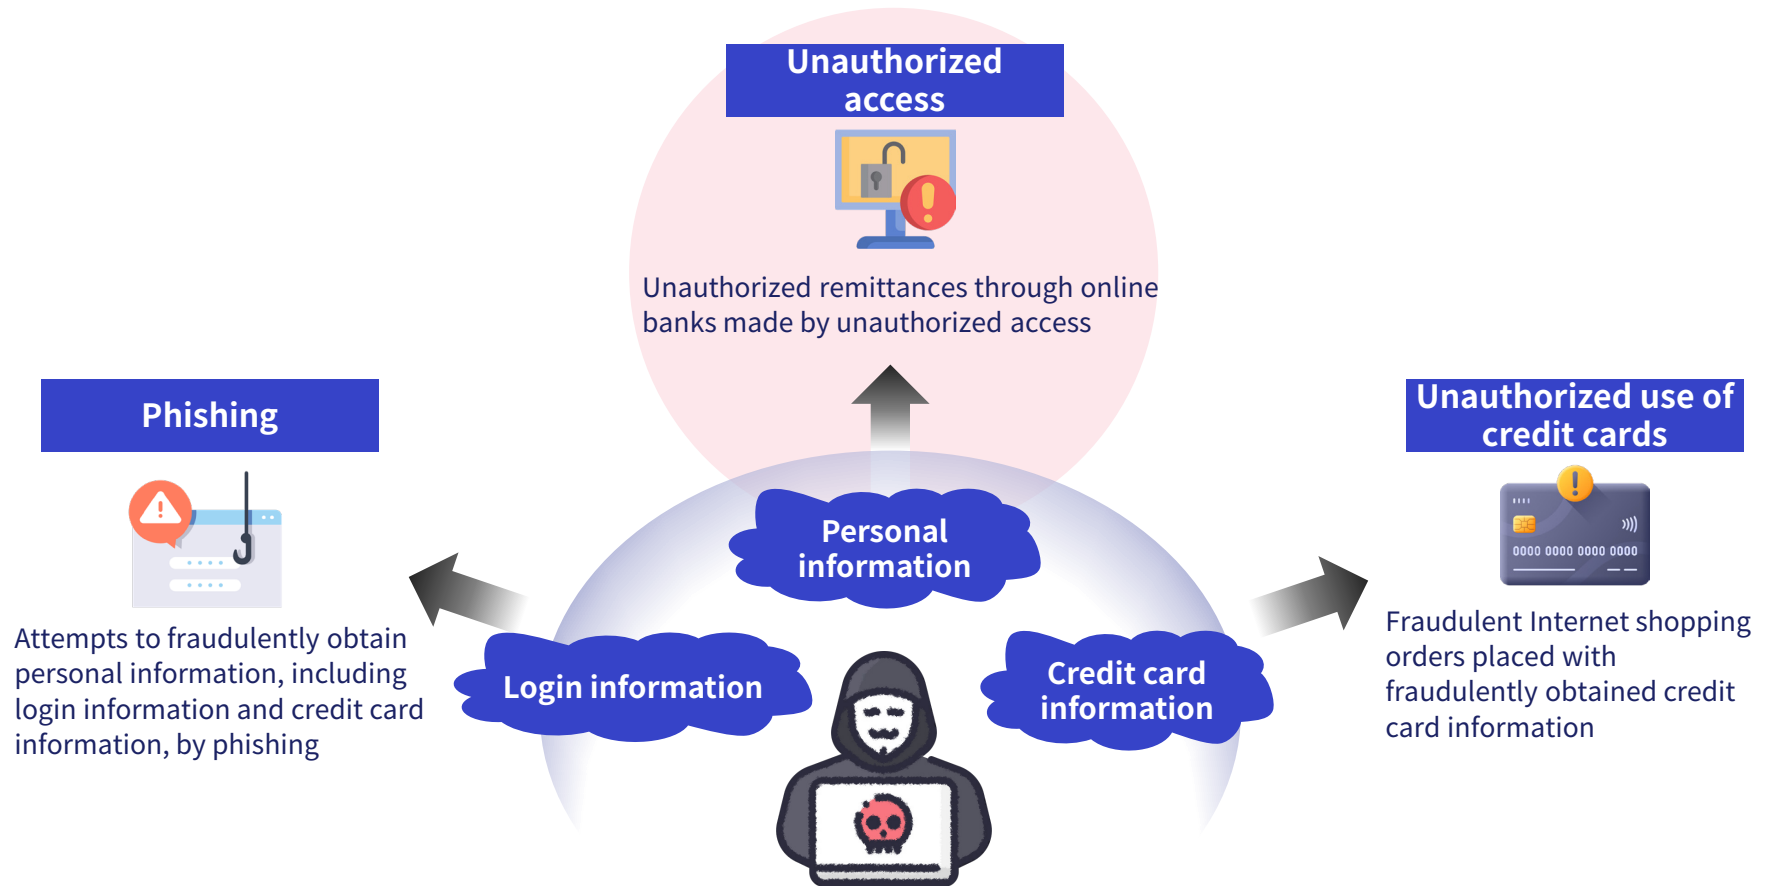 Unauthorized
access
Unauthorized remittances through online
banks made by unauthorized access
Phishing
Attempts to fraudulently obtain
personal information, including
login information and credit card
information, by phishing
Unauthorized use of
credit cards
0000 0000 0000 0000
Fraudulent Internet shopping
orders placed with
fraudulently obtained credit
card information
Personal
information
Login information
Credit card
information